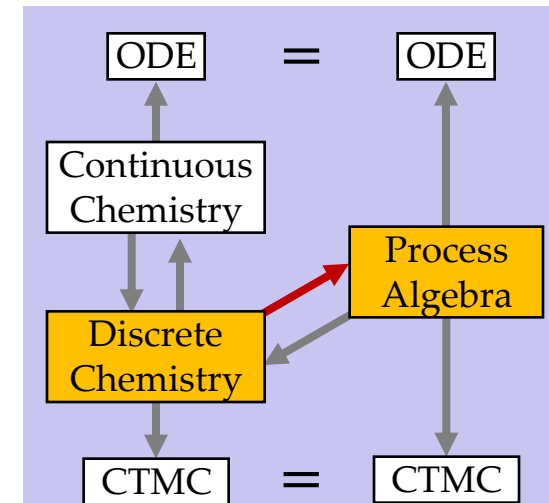 ODE = ODE
Continuous
Chemistry
Process
Algebra
Discrete
Chemistry
CTMC = CTMC